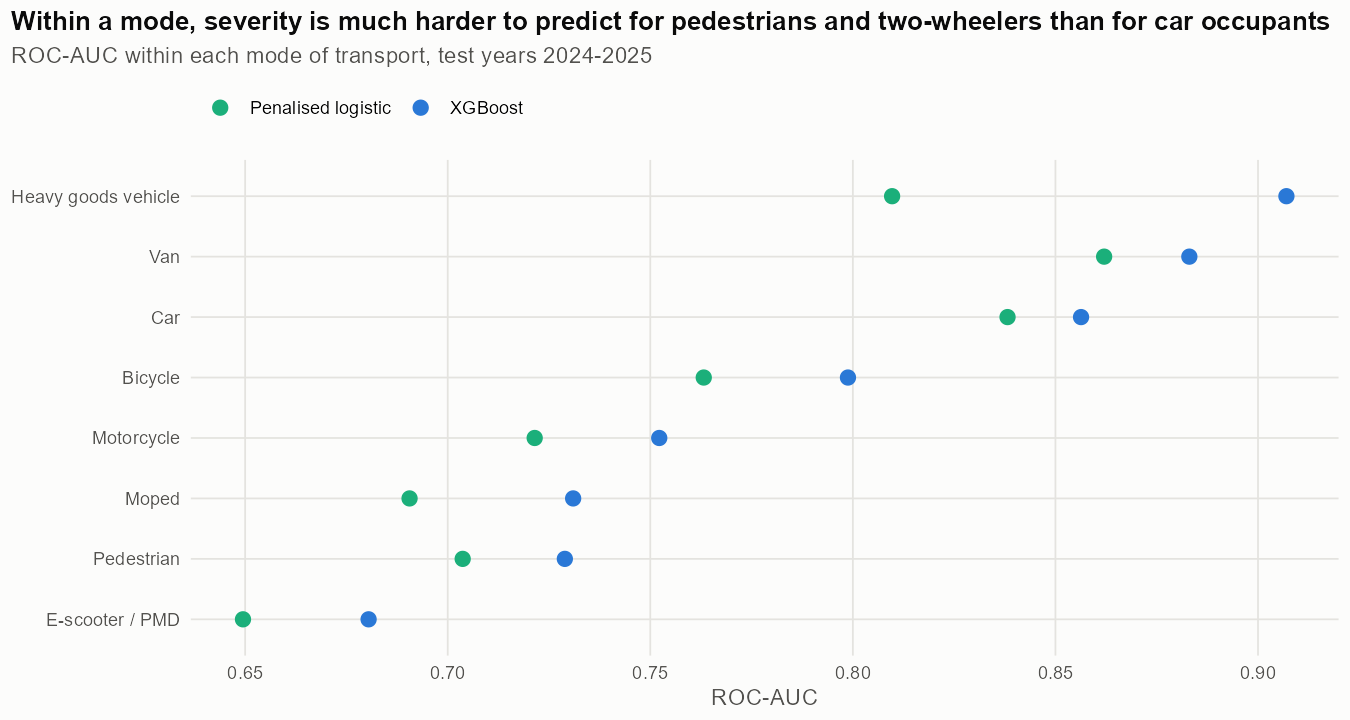 Within a mode, severity is much harder to predict for pedestrians and two-wheelers than for car occupants
ROC-AUC within each mode of transport, test years 2024-2025
Penalised logistic XGBoost
Heavy goods vehicle
Van
Car
Bicycle
Motorcycle
Moped
Pedestrian
E-scooter / PMD
0.65 0.70 0.75 0.80 0.85 0.90
ROC-AUC